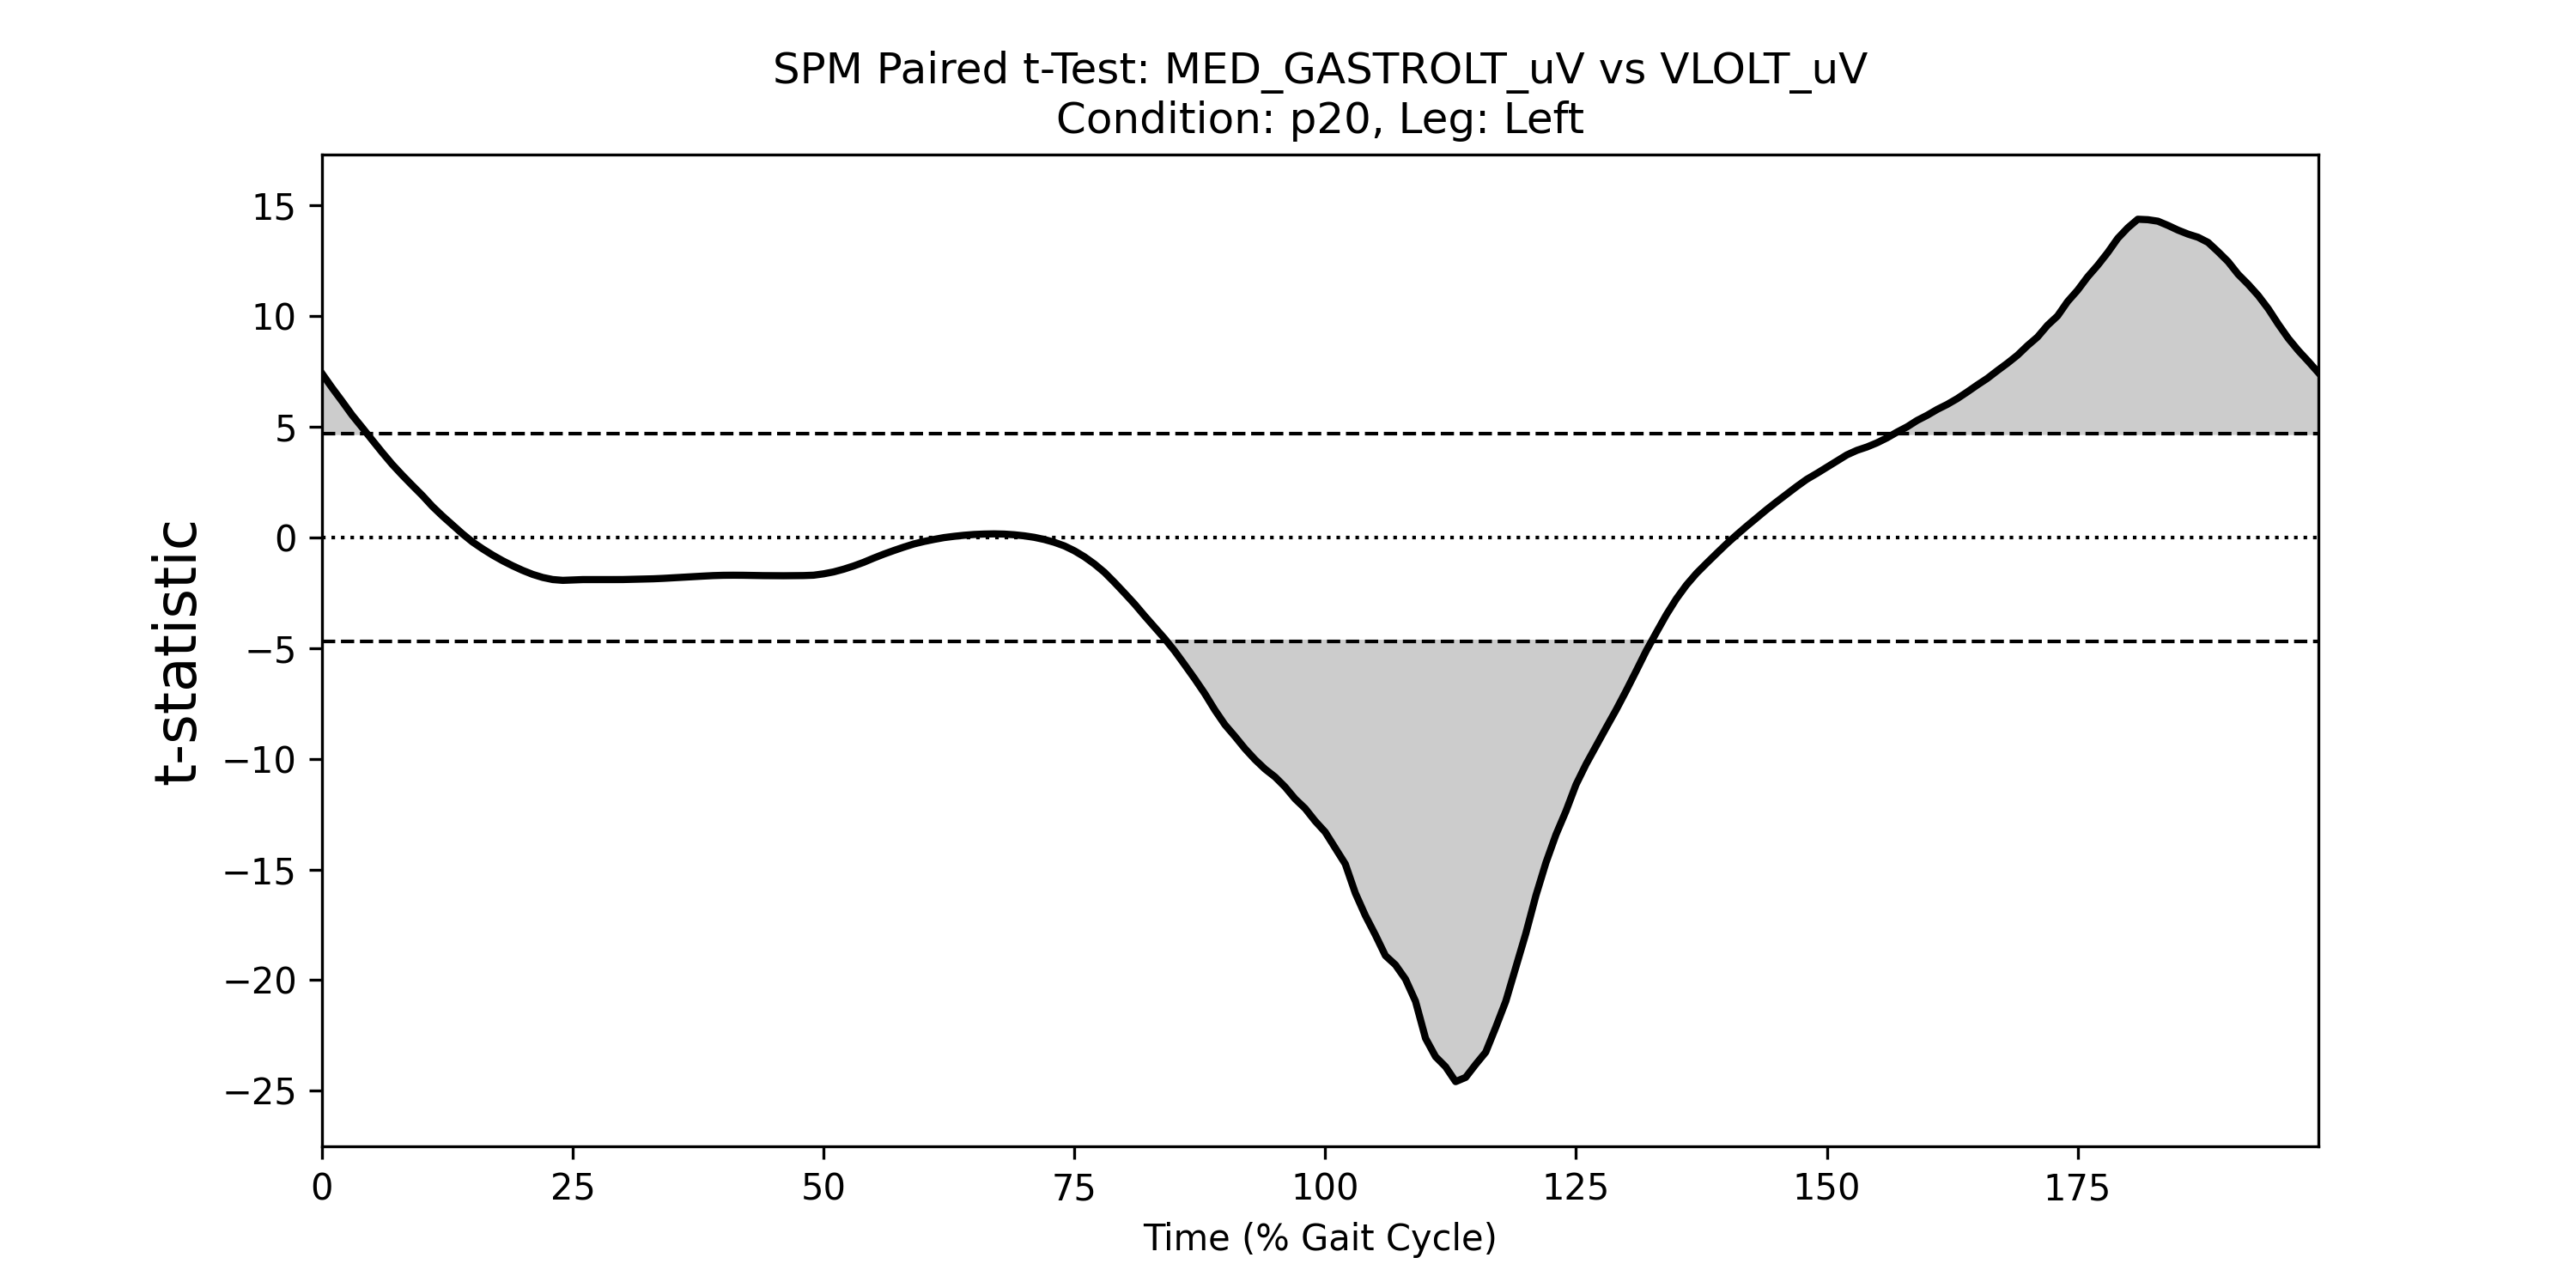 SPM Paired t-Test: MED_GASTROLT_uV vs VLOLT_uV
Condition: p20, Leg: Left
t-statistic
15
10
5
0
−5
−10
−15
−20
−25
0 25 50 75 100 125 150 175
Time (% Gait Cycle)